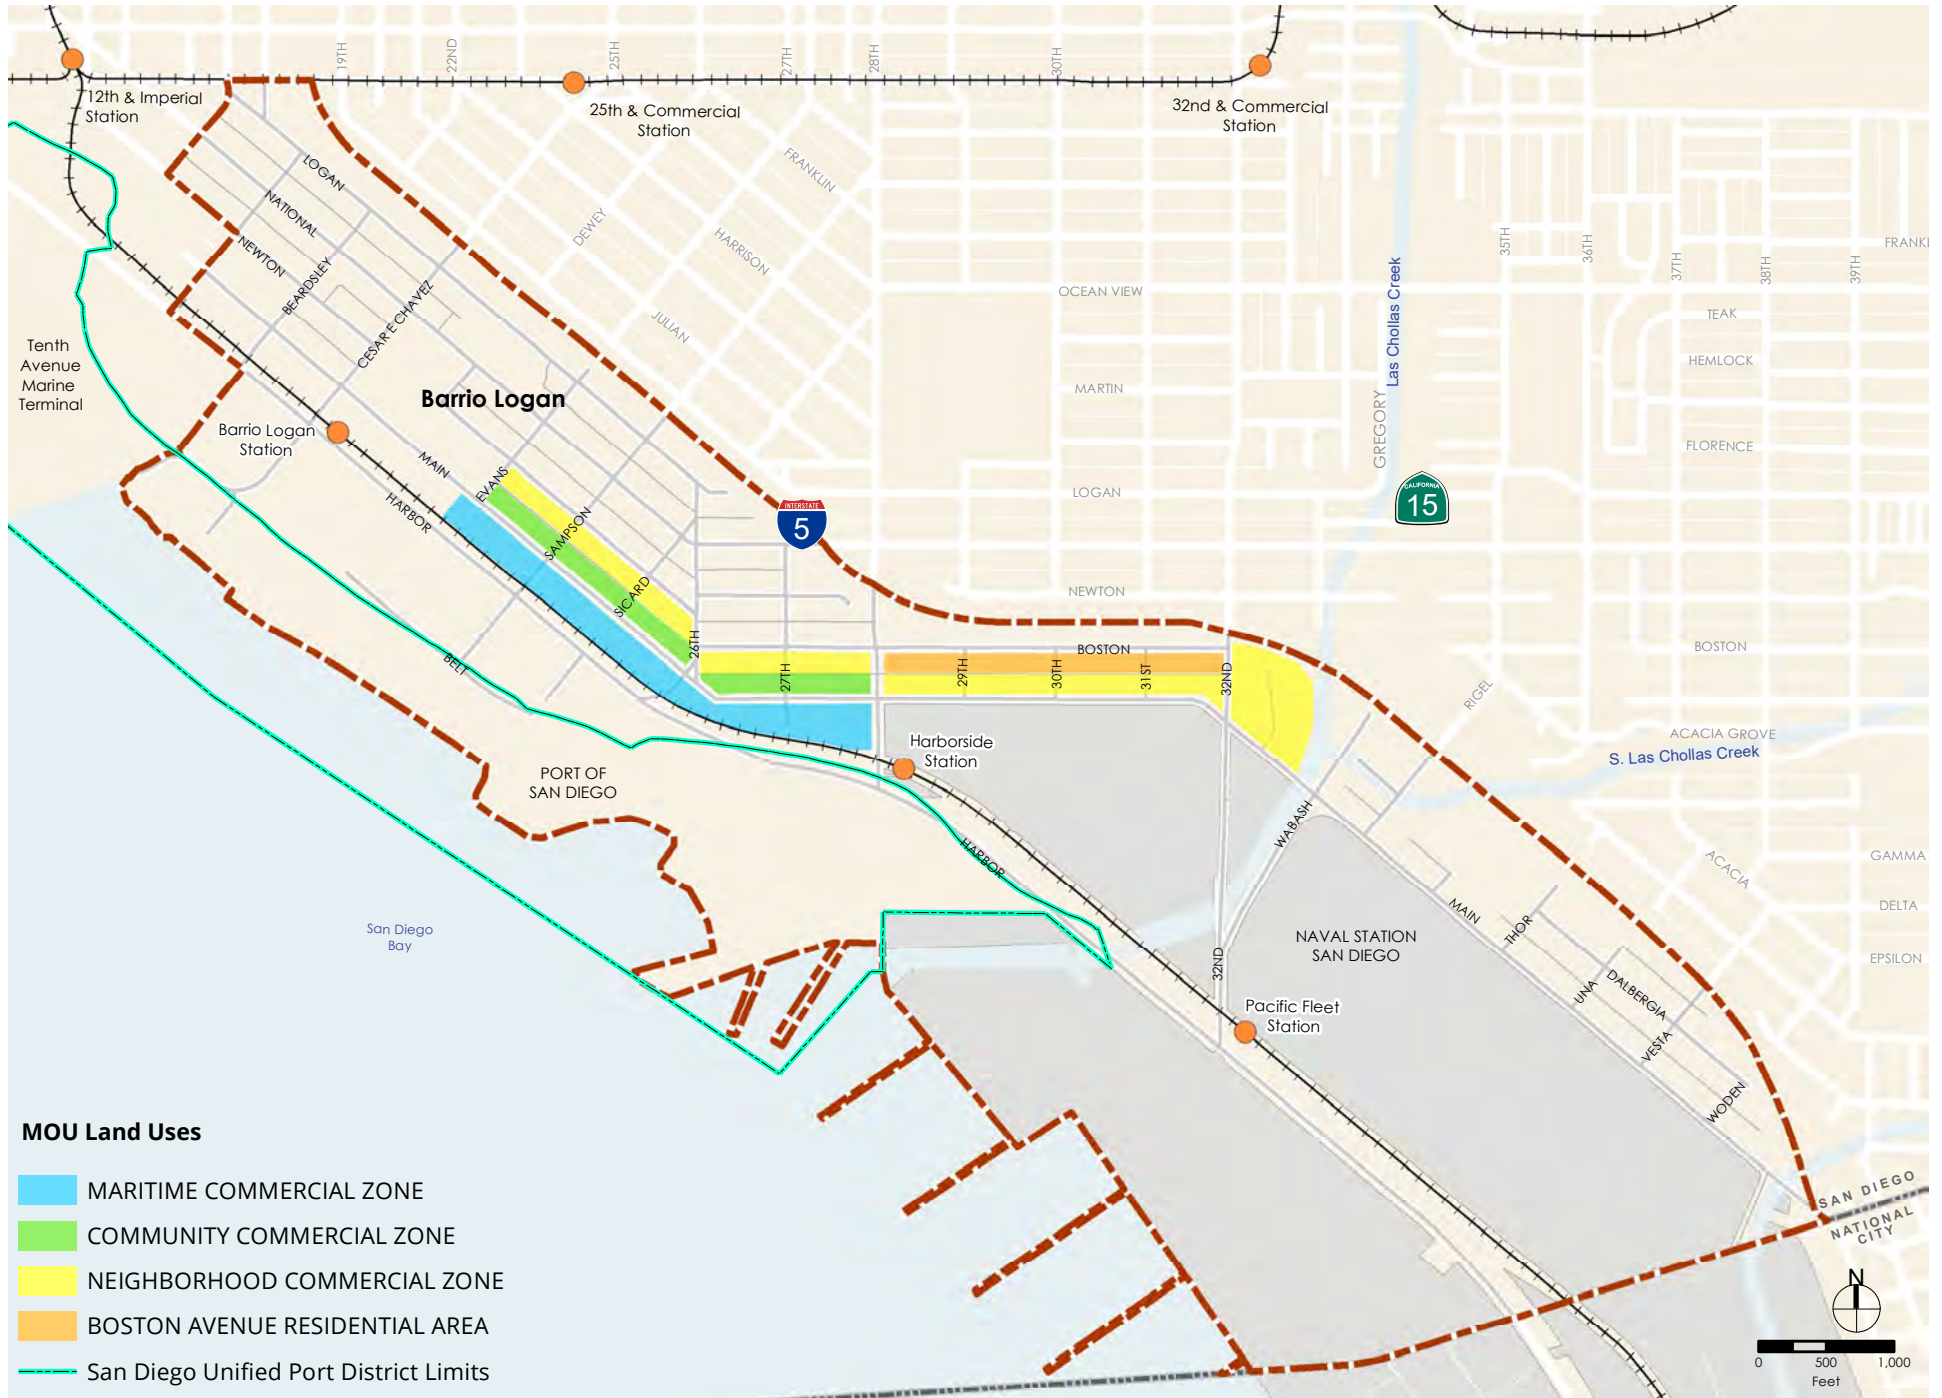 19TH
22ND
25TH
27TH
28TH
30TH
12th & Imperial
Station
25th & Commercial
Station
32nd & Commercial
Station
LOGAN
NATIONAL
NEWTON
BEARDSLEY
CESAR E CHAVEZ
FRANKLIN
DEWEY
HARRISON
JULIAN
OCEAN VIEW
MARTIN
LOGAN
NEWTON
Las Chollas Creek
GREGORY
35TH
36TH
37TH
38TH
39TH
FRANKL
TEAK
HEMLOCK
FLORENCE
BOSTON
ACACIA GROVE
S. Las Chollas Creek
RIGEL
Tenth
Avenue
Marine
Terminal
Barrio Logan
Barrio Logan
Station
MAIN
HARBOR
EVANS
SAMPSON
SICARD
26TH
27TH
INTERSTATE
5
CALIFORNIA
15
BOSTON
29TH
30TH
31ST
32ND
BELT
PORT OF
SAN DIEGO
Harborside
Station
HARBOR
WABASH
32ND
NAVAL STATION
SAN DIEGO
MAIN
THOR
UNA
DALBERGIA
VESTA
WODEN
ACACIA
GAMMA
DELTA
EPSILON
San Diego
Bay
Pacific Fleet
Station
SAN DIEGO
NATIONAL
CITY
MOU Land Uses
MARITIME COMMERCIAL ZONE
COMMUNITY COMMERCIAL ZONE
NEIGHBORHOOD COMMERCIAL ZONE
BOSTON AVENUE RESIDENTIAL AREA
San Diego Unified Port District Limits
N
0 500 1,000
Feet